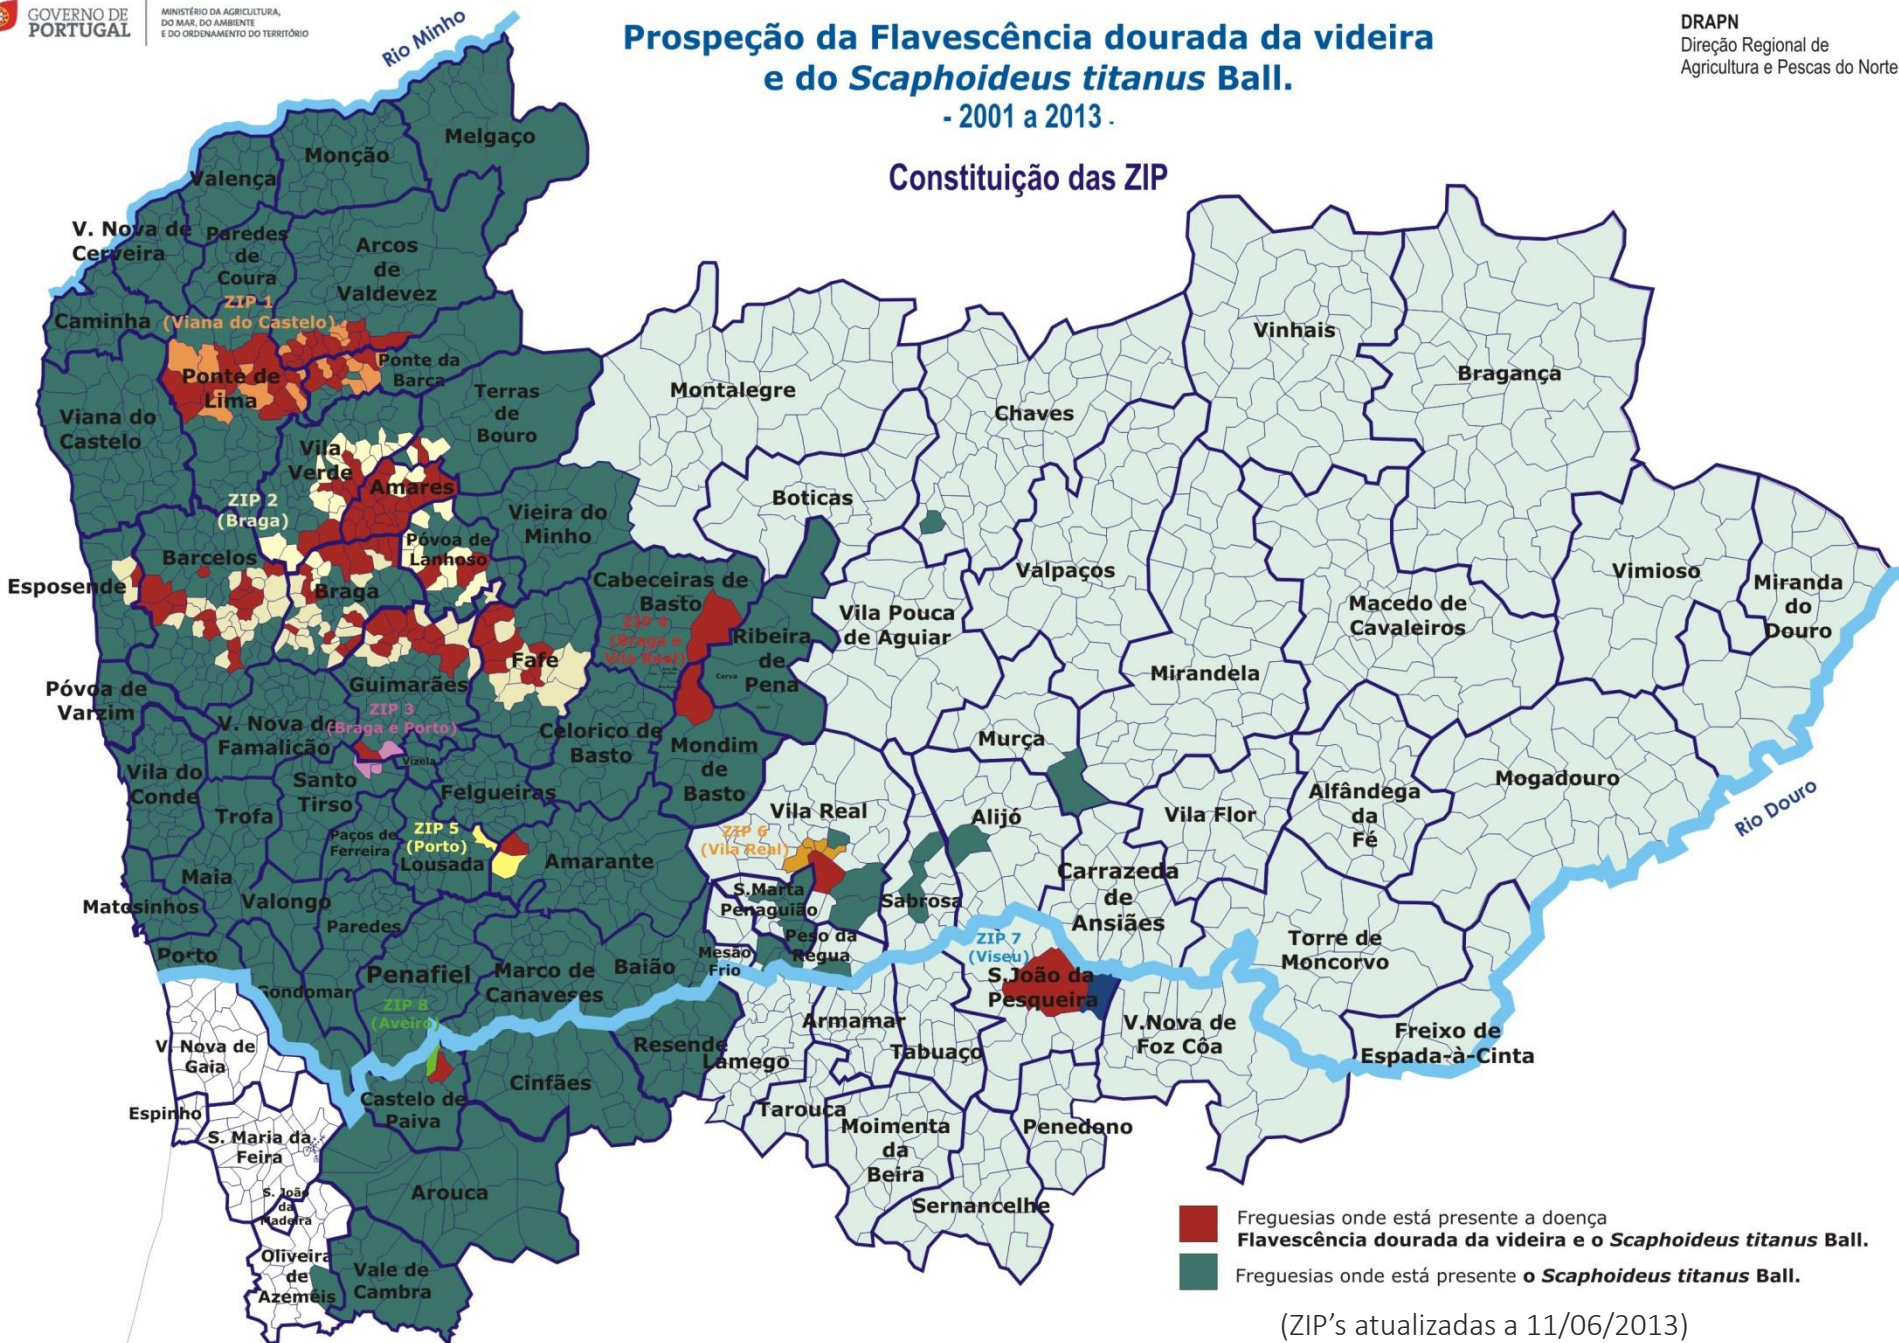 GOVERNO DE
PORTUGAL
MINISTÉRIO DA AGRICULTURA,
DO MAR, DO AMBIENTE
E DO ORDENAMENTO DO TERRITÓRIO
Prospeção da Flavescência dourada da videira
e do Scaphoideus titanus Ball.
- 2001 a 2013 -
Constituição das ZIP
DRAPN
Direção Regional de
Agricultura e Pescas do Norte
Rio Minho
Melgaço
Monção
Valença
V. Nova de
Cerveira
Paredes
de
Coura
Arcos
de
Valdevez
ZIP 1
(Viana do Castelo)
Caminha
Ponte de
Lima
Ponte da
Barca
Viana do
Castelo
Terras
de
Bouro
Vila
Verde
Amares
ZIP 2
(Braga)
Vieira do
Minho
Póvoa de
Lanhoso
Barcelos
Esposende
Braga
Cabeceiras de
Basto
ZIP 4
(Braga e
Vila Real)
Ribeira
de
Pena
Cerva
Fafe
Guimarães
Póvoa de
Varzim
ZIP 3
(Braga e Porto)
V. Nova de
Famalicão
Vizela
Celorico de
Basto
Mondim
de
Basto
Vila do
Conde
Santo
Tirso
Trofa
Felgueiras
Paços de
Ferreira
ZIP 5
(Porto)
Lousada
Amarante
Maia
Matosinhos
Valongo
Paredes
Porto
Penafiel
Marco de
Canaveses
Baião
Gondomar
ZIP 8
(Aveiro)
V. Nova de
Gaia
Espinho
S. Maria da
Feira
S. João
da
Madeira
Oliveira
de
Azeméis
Castelo de
Paiva
Cinfães
Resende
Arouca
Vale de
Cambra
Montalegre
Boticas
Chaves
Vinhais
Bragança
Valpaços
Vila Pouca
de Aguiar
Mirandela
Macedo de
Cavaleiros
Vimioso
Miranda
do
Douro
Murça
Vila Real
ZIP 6
(Vila Real)
Alijó
Vila Flor
Alfândega
da
Fé
Mogadouro
Rio Douro
S.Marta
Penaguião
Sabrosa
Carrazeda
de
Ansiães
Mesão
Frio
Peso da
Régua
Torre de
Moncorvo
ZIP 7
(Viseu)
S.João da
Pesqueira
V.Nova de
Foz Côa
Freixo de
Espada-à-Cinta
Armamar
Lamego
Tabuaço
Tarouca
Moimenta
da
Beira
Penedono
Sernancelhe
Freguesias onde está presente a doença
Flavescência dourada da videira e o Scaphoideus titanus Ball.
Freguesias onde está presente o Scaphoideus titanus Ball.
(ZIP’s atualizadas a 11/06/2013)